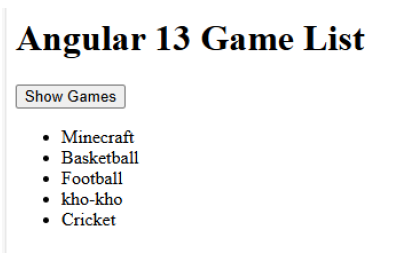 Angular 13 Game List
Show Games
Minecraft
Basketball
Football
kho-kho
Cricket